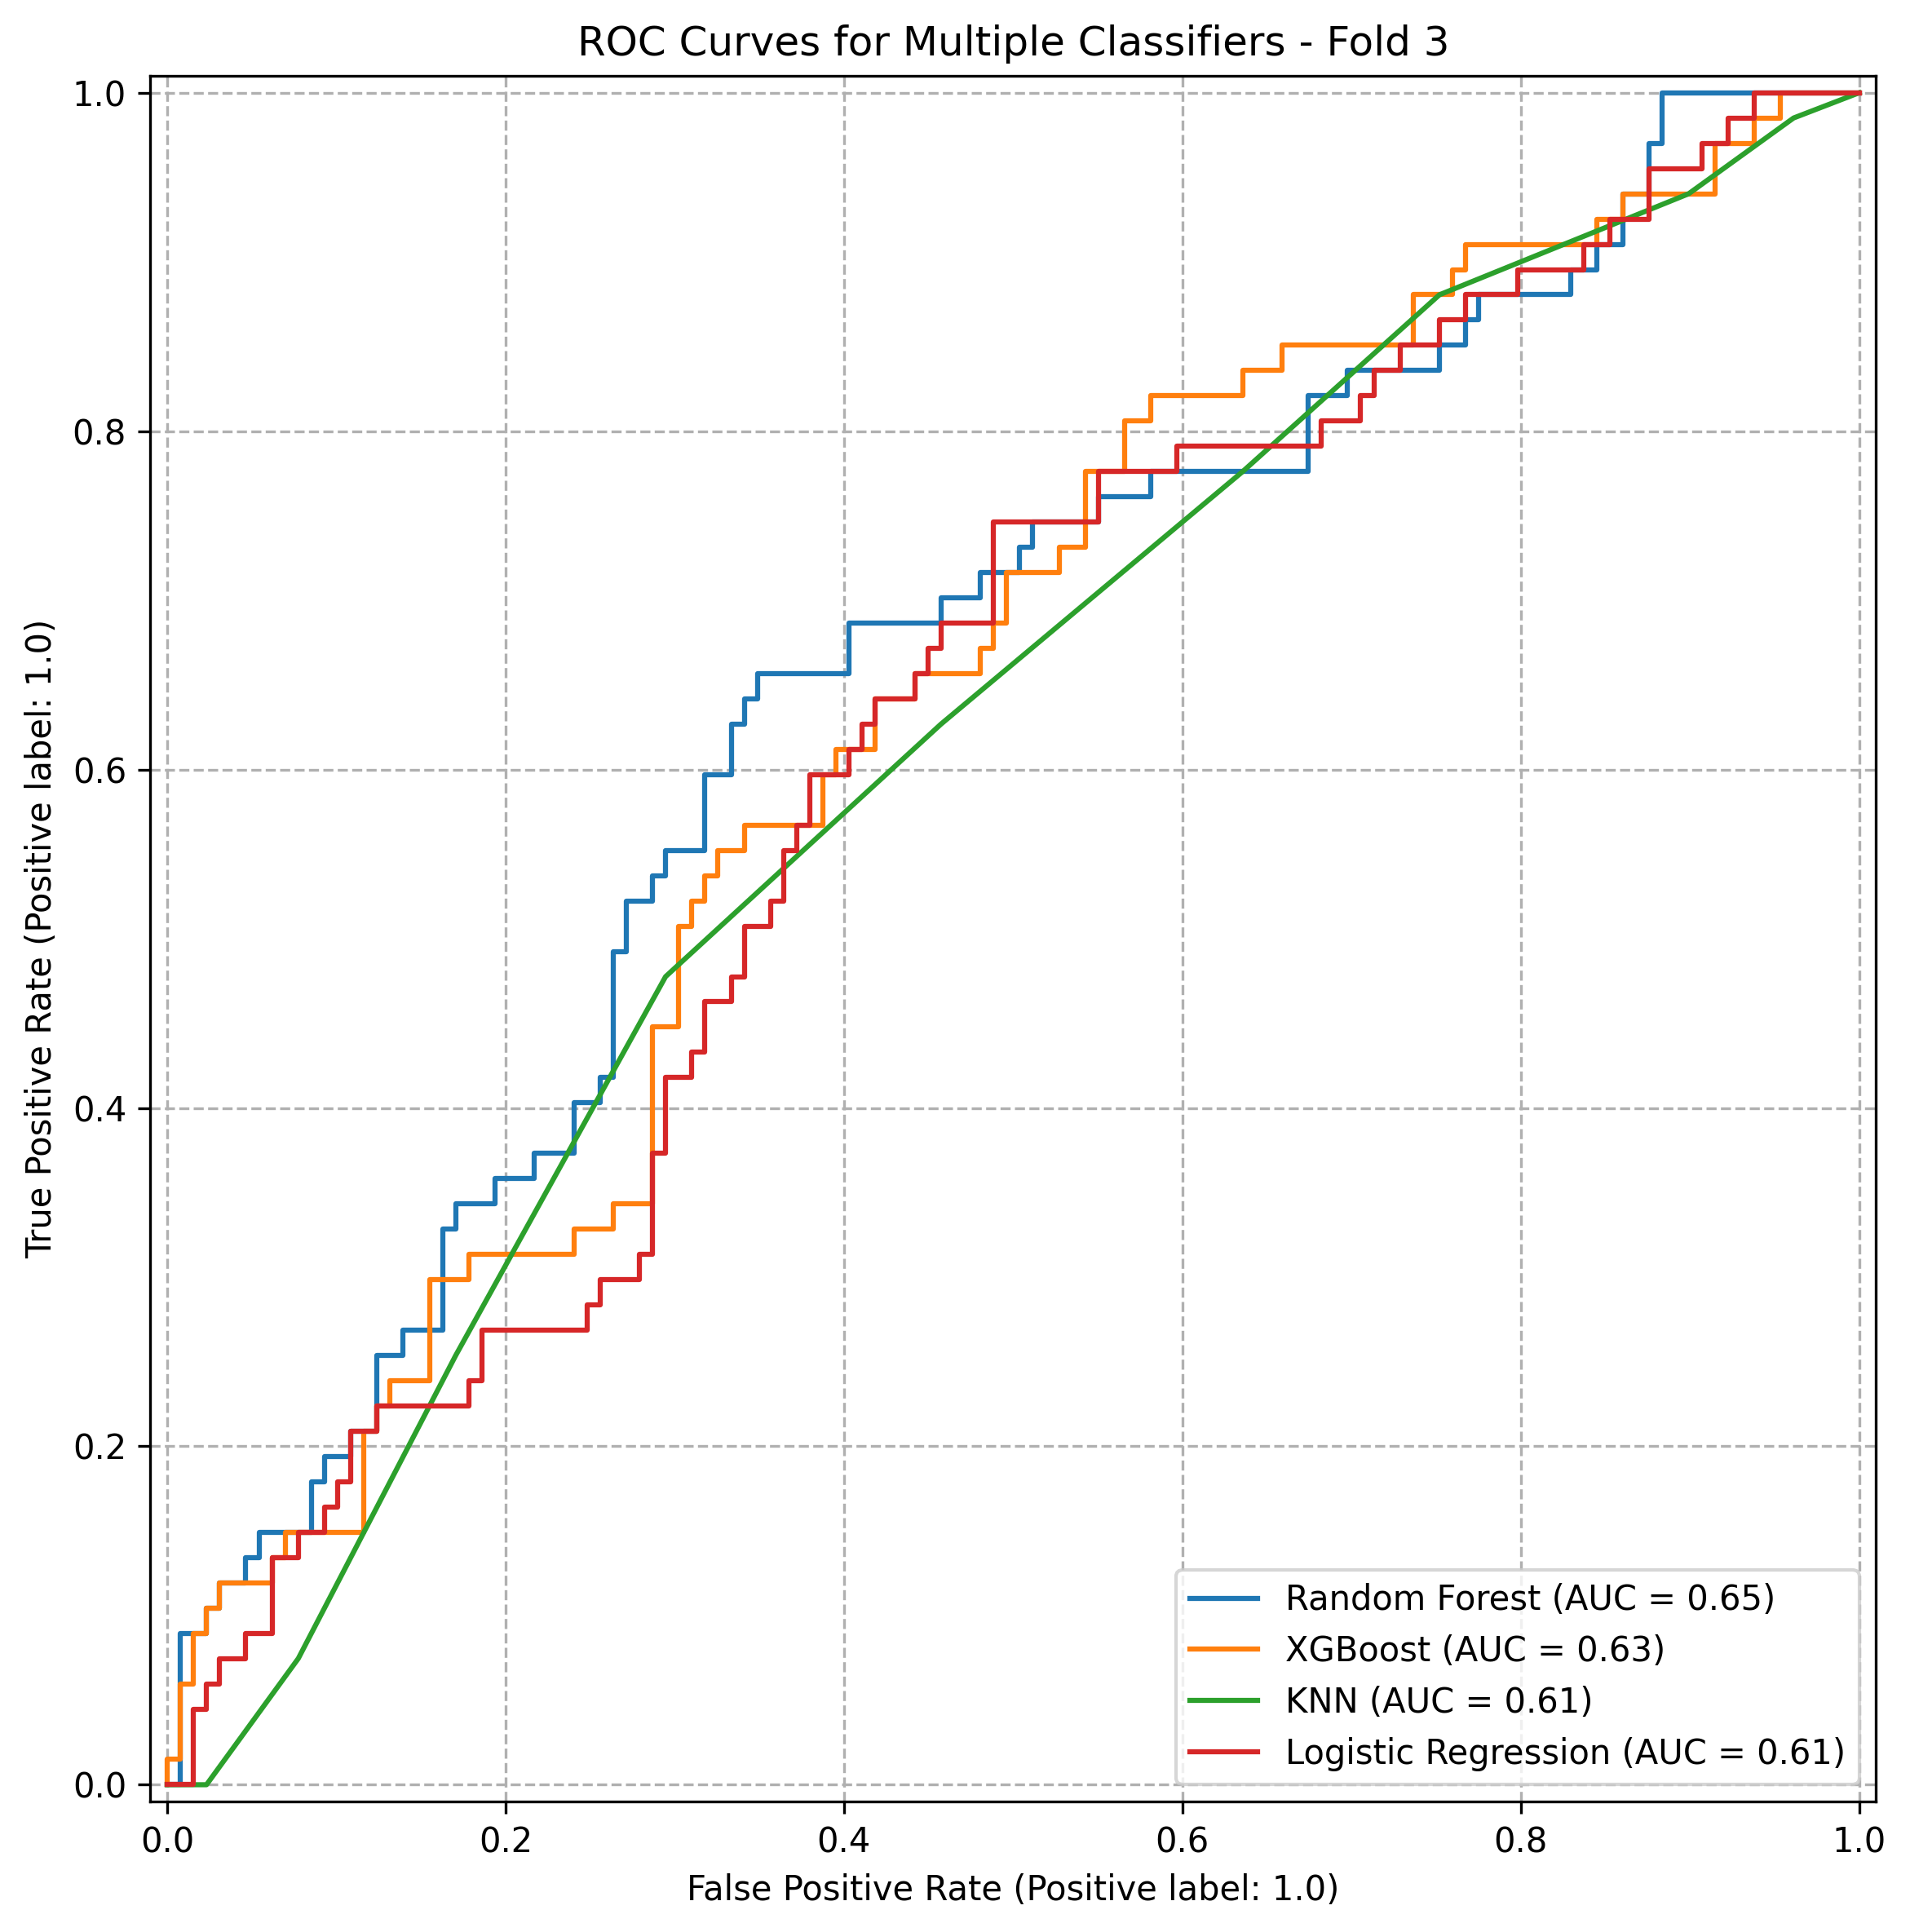 ROC Curves for Multiple Classifiers - Fold 3
True Positive Rate (Positive label: 1.0)
1.0
0.8
0.6
0.4
0.2
0.0
0.0 0.2 0.4 0.6 0.8 1.0
False Positive Rate (Positive label: 1.0)
Random Forest (AUC = 0.65)
XGBoost (AUC = 0.63)
KNN (AUC = 0.61)
Logistic Regression (AUC = 0.61)